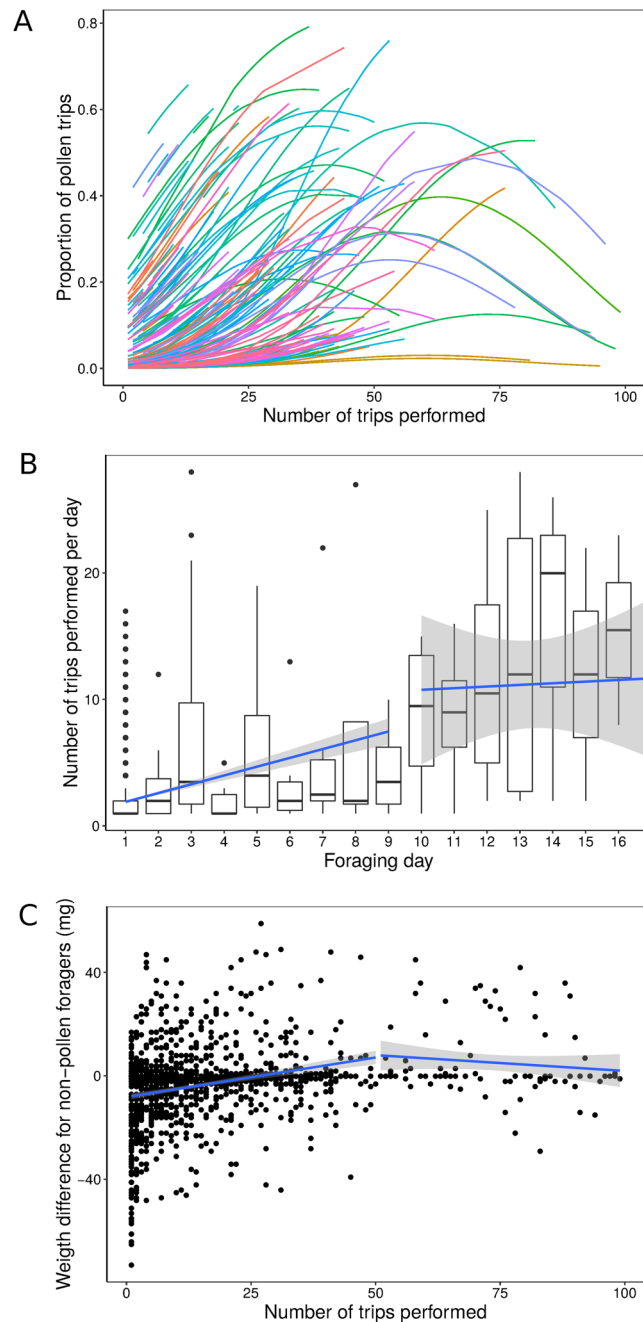 A
Proportion of pollen trips
0.8
0.6
0.4
0.2
0.0
0 25 50 75 100
Number of trips performed
B
Number of trips performed per day
20
10
0
1 2 3 4 5 6 7 8 9 10 11 12 13 14 15 16
Foraging day
C
Weigth difference for non-pollen foragers (mg)
40
0
−40
0 25 50 75 100
Number of trips performed